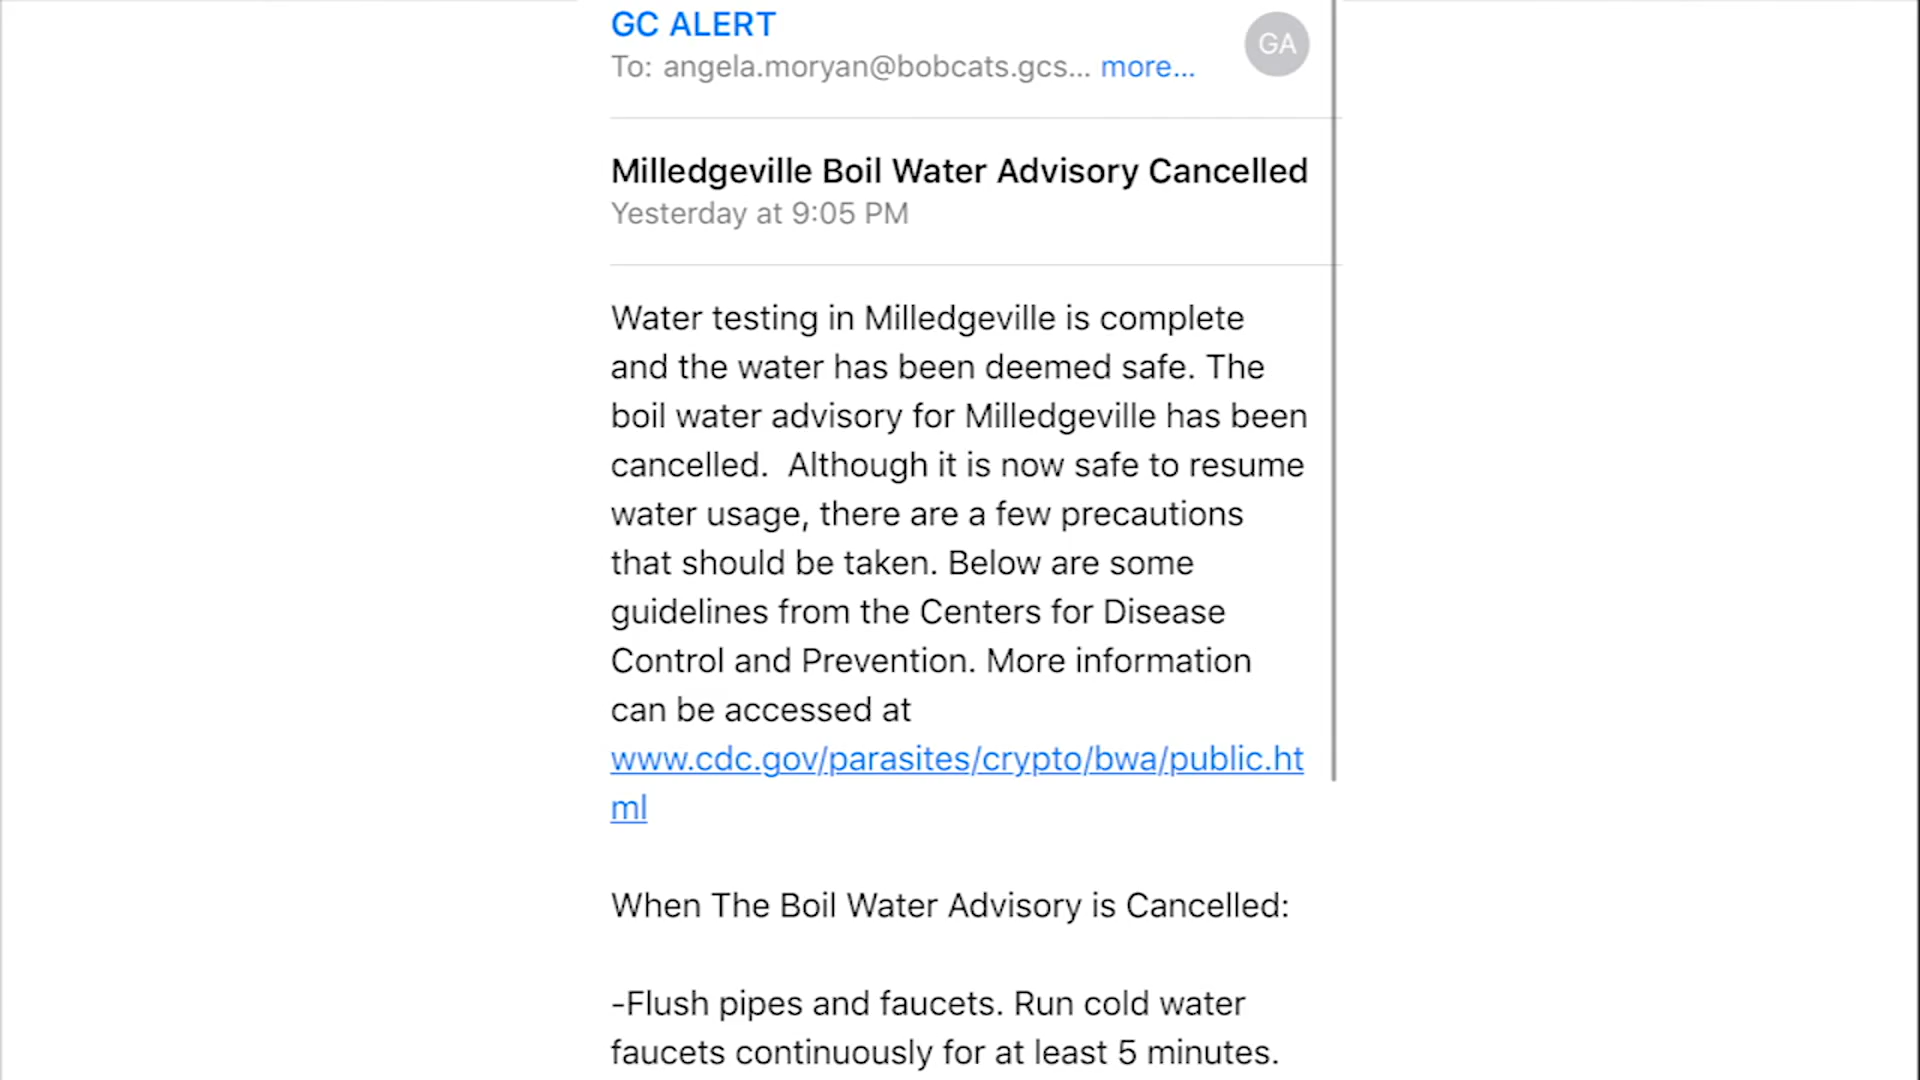 GC ALERT
GA
To: angela.moryan@bobcats.gcs... more...
Milledgeville Boil Water Advisory Cancelled
Yesterday at 9:05 PM
Water testing in Milledgeville is complete
and the water has been deemed safe. The
boil water advisory for Milledgeville has been
cancelled.  Although it is now safe to resume
water usage, there are a few precautions
that should be taken. Below are some
guidelines from the Centers for Disease
Control and Prevention. More information
can be accessed at
www.cdc.gov/parasites/crypto/bwa/public.ht
ml
When The Boil Water Advisory is Cancelled:
-Flush pipes and faucets. Run cold water
faucets continuously for at least 5 minutes.